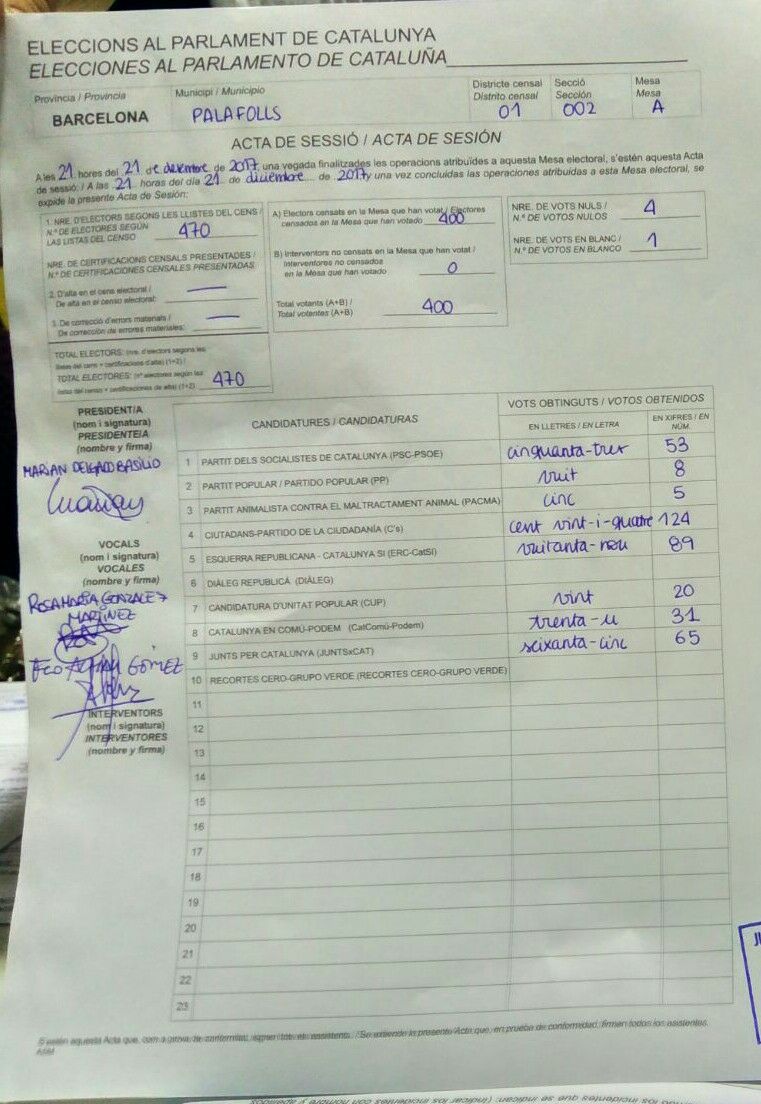 ELECCIONS AL PARLAMENT DE CATALUNYA
ELECCIONES AL PARLAMENTO DE CATALUÑA
Provincia / Provincia
BARCELONA
Municipi / Municipio
PALAFOLLS
Districte censal
Distrito censal
01
Secció
Sección
002
Mesa
Mesa
A
ACTA DE SESSIÓ / ACTA DE SESIÓN
A les 21 hores del 21 de desembre de 2017, una vegada finalitzades les operacions atribuïdes a aquesta Mesa electoral, s'estén aquesta Acta
de sessió: / A las 21 horas del día 21 de diciembre de 2017, y una vez concluidas las operaciones atribuidas a esta Mesa electoral, se
expide la presente Acta de Sesión:
1. NRE. D'ELECTORS SEGONS LES LLISTES DEL CENS /
N.º DE ELECTORES SEGÚN
LAS LISTAS DEL CENSO 470
NRE. DE CERTIFICACIONS CENSALS PRESENTADES /
N.º DE CERTIFICACIONES CENSALES PRESENTADAS
2. D'alta en el cens electoral /
De alta en el censo electoral: —
3. De correcció d'errors materials /
De corrección de errores materiales: —
TOTAL ELECTORS: (nre. d'electors segons les
llistes del cens + certificacions d'alta) (1+2) /
TOTAL ELECTORES: (nº electores según las
listas del censo + certificaciones de alta) (1+2) 470
A) Electors censats en la Mesa que han votat / Electores
censados en la Mesa que han votado 400
B) Interventors no censats en la Mesa que han votat /
Interventores no censados
en la Mesa que han votado 0
Total votants (A+B) /
Total votantes (A+B) 400
NRE. DE VOTS NULS /
N.º DE VOTOS NULOS 4
NRE. DE VOTS EN BLANC /
N.º DE VOTOS EN BLANCO 1
PRESIDENT/A
(nom i signatura)
PRESIDENTE/A
(nombre y firma)
MARIAN DELGADO BASILIO
VOCALS
(nom i signatura)
VOCALES
(nombre y firma)
ROSA MARIA GONZALEZ
MARTINEZ
GOMEZ
INTERVENTORS
(nom i signatura)
INTERVENTORES
(nombre y firma)
CANDIDATURES / CANDIDATURAS
VOTS OBTINGUTS / VOTOS OBTENIDOS
EN LLETRES / EN LETRA
EN XIFRES / EN
NÚM.
1 PARTIT DELS SOCIALISTES DE CATALUNYA (PSC-PSOE) cinquanta-tres 53
2 PARTIT POPULAR / PARTIDO POPULAR (PP) vuit 8
3 PARTIT ANIMALISTA CONTRA EL MALTRACTAMENT ANIMAL (PACMA) cinc 5
4 CIUTADANS-PARTIDO DE LA CIUDADANÍA (C's) cent vint-i-quatre 124
5 ESQUERRA REPUBLICANA - CATALUNYA SI (ERC-CatSI) vuitanta-nou 89
6 DIÀLEG REPUBLICÀ (DIÀLEG)
7 CANDIDATURA D'UNITAT POPULAR (CUP) vint 20
8 CATALUNYA EN COMÚ-PODEM (CatComú-Podem) trenta-u 31
9 JUNTS PER CATALUNYA (JUNTSxCAT) seixanta-cinc 65
10 RECORTES CERO-GRUPO VERDE (RECORTES CERO-GRUPO VERDE)
11
12
13
14
15
16
17
18
19
20
21
22
23
S'estén aquesta Acta que, com a prova de conformitat, signen tots els assistents. / Se extiende la presente Acta que, en prueba de conformidad, firman todos los asistentes.